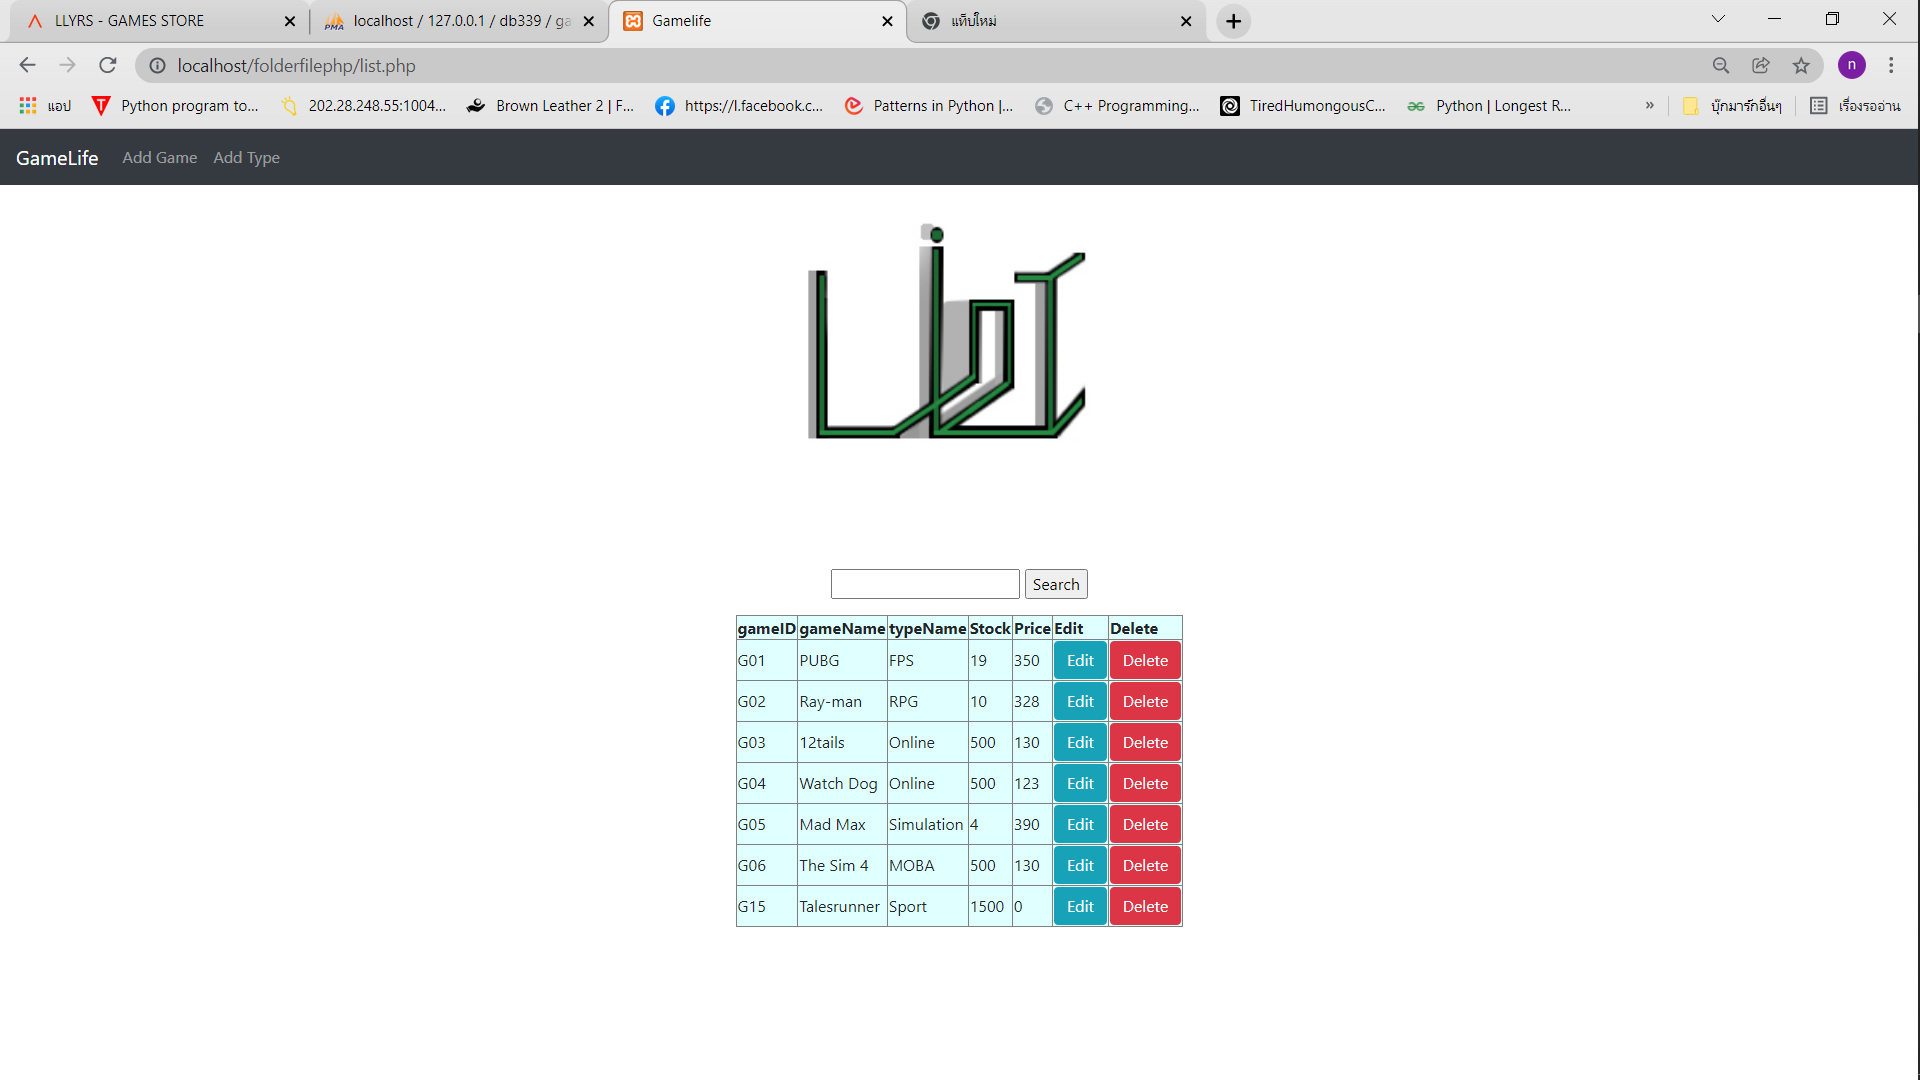 LLYRS - GAMES STORE
localhost / 127.0.0.1 / db339 / ga
Gamelife
แท็บใหม่
localhost/folderfilephp/list.php
n
แอป
Python program to...
202.28.248.55:1004...
Brown Leather 2 | F...
https://l.facebook.c...
Patterns in Python |...
C++ Programming...
TiredHumongousC...
Python | Longest R...
»
บุ๊กมาร์กอื่นๆ
เรื่องรออ่าน
GameLife Add Game Add Type
Search
gameID gameName typeName Stock Price Edit Delete
G01 PUBG FPS 19 350 Edit Delete
G02 Ray-man RPG 10 328 Edit Delete
G03 12tails Online 500 130 Edit Delete
G04 Watch Dog Online 500 123 Edit Delete
G05 Mad Max Simulation 4 390 Edit Delete
G06 The Sim 4 MOBA 500 130 Edit Delete
G15 Talesrunner Sport 1500 0 Edit Delete